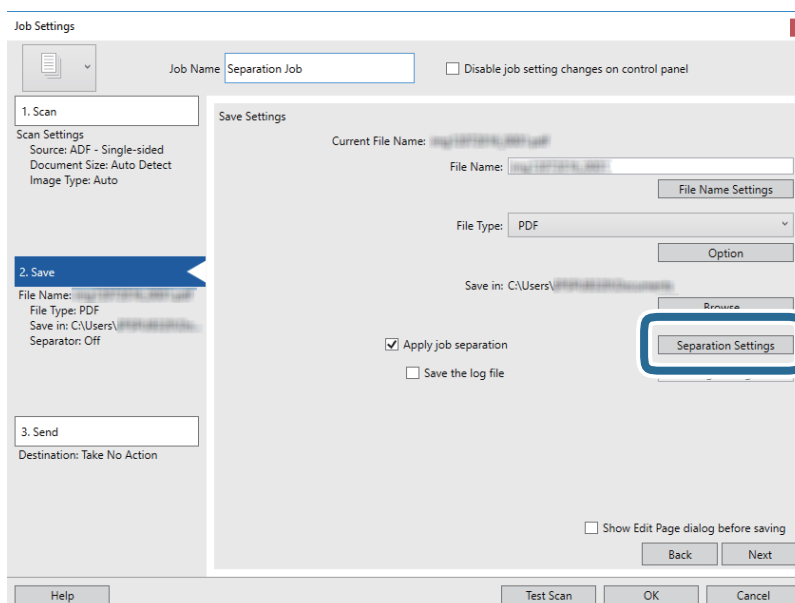 Job Settings
Job Name Separation Job
Disable job setting changes on control panel
1. Scan
Scan Settings
Source: ADF - Single-sided
Document Size: Auto Detect
Image Type: Auto
2. Save
File Name:
File Type: PDF
Save in: C:\Users\
Separator: Off
3. Send
Destination: Take No Action
Save Settings
Current File Name:
File Name:
File Name Settings
File Type: PDF
Option
Save in: C:\Users\
Browse
Apply job separation
Separation Settings
Save the log file
Show Edit Page dialog before saving
Back Next
Help Test Scan OK Cancel